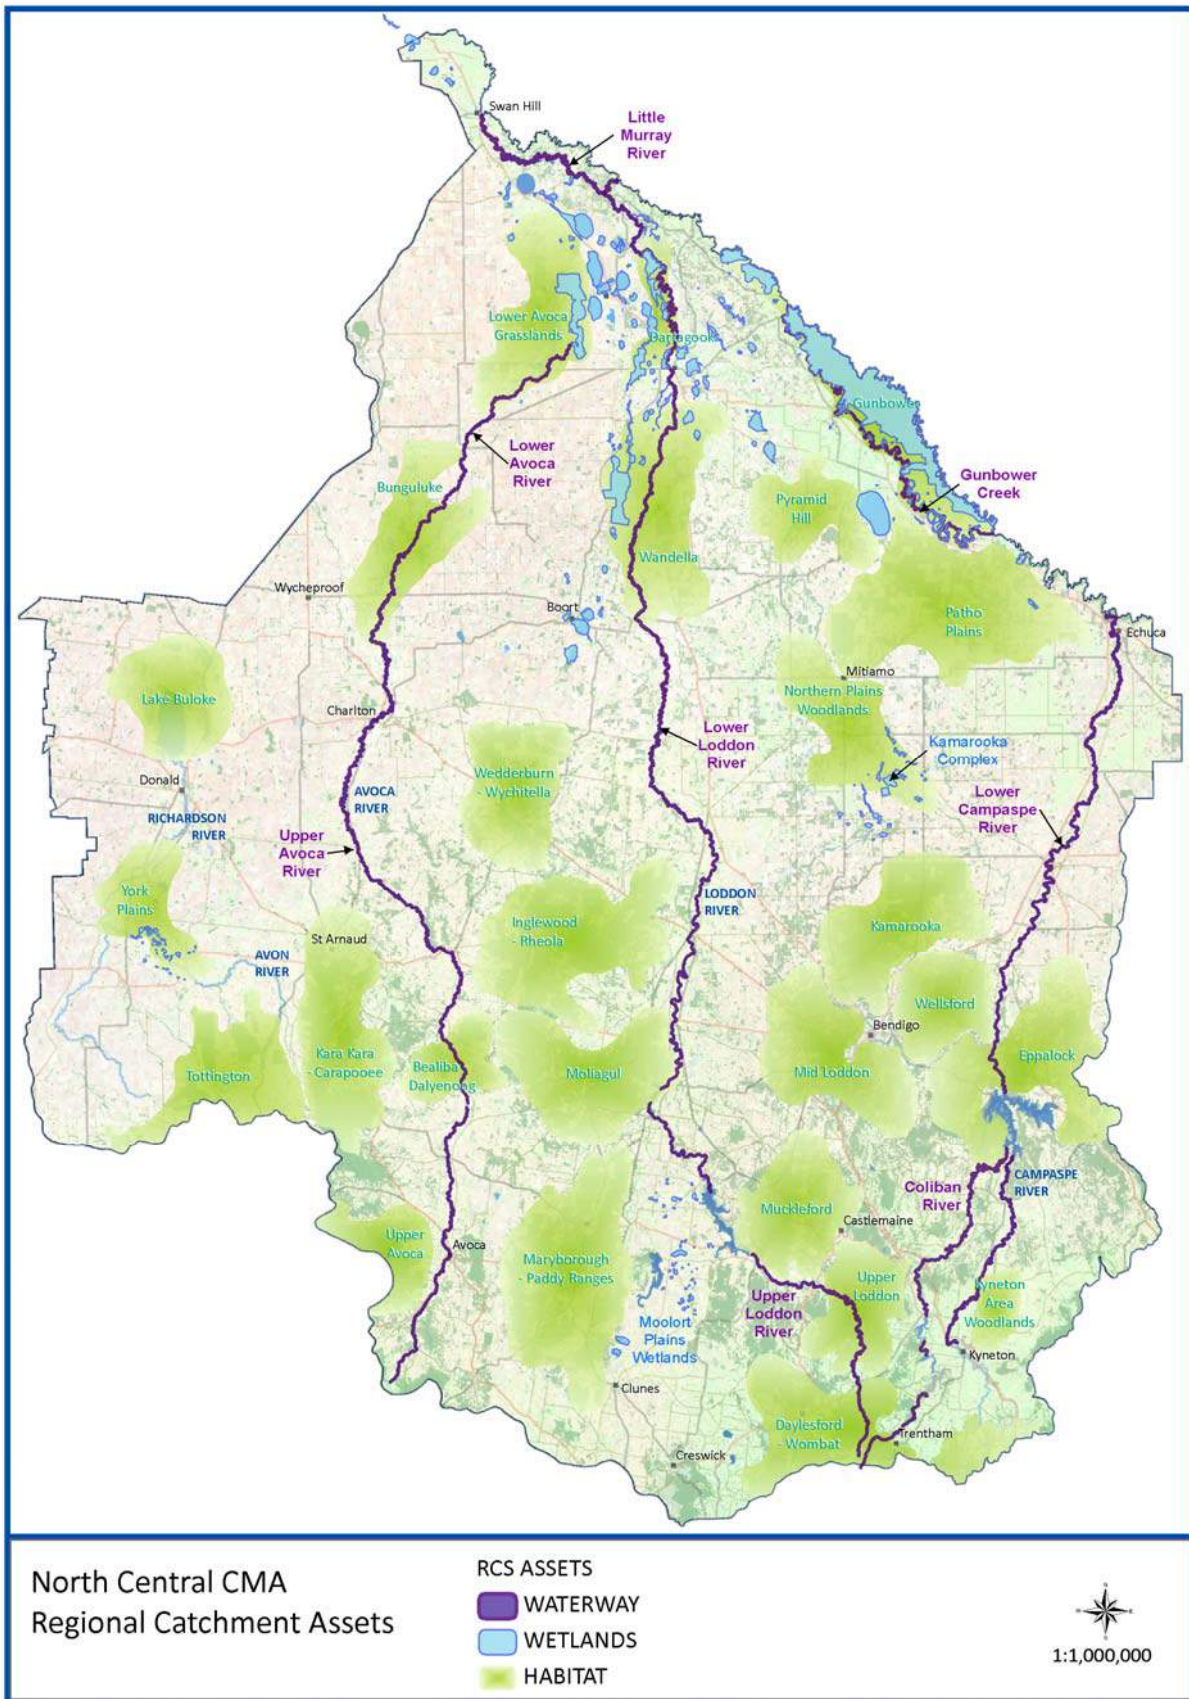 Swan Hill
Little
Murray
River
Lower Avoca
Grasslands
Dartagook
Gunbower
Lower
Avoca
River
Bunguluke
Gunbower
Creek
Pyramid
Hill
Wandella
Wycheproof
Boort
Patho
Plains
Echuca
Mitiamo
Lake Buloke
Northern Plains
Woodlands
Charlton
Lower
Loddon
River
Kamarooka
Complex
Wedderburn
- Wychitella
Donald
AVOCA
RIVER
Lower
Campaspe
River
RICHARDSON
RIVER
Upper
Avoca
River
York
Plains
LODDON
RIVER
Inglewood
- Rheola
Kamarooka
St Arnaud
AVON
RIVER
Wellsford
Bendigo
Kara Kara
- Carapooee
Bealiba
Dalyenong
Moliagul
Mid Loddon
Eppalock
Tottington
CAMPASPE
RIVER
Coliban
River
Muckleford
Castlemaine
Upper
Avoca
Avoca
Maryborough
- Paddy Ranges
Upper
Loddon
Upper
Loddon
River
Kyneton
Area
Woodlands
Moolort
Plains
Wetlands
Kyneton
Clunes
Daylesford
- Wombat
Trentham
Creswick
North Central CMA
Regional Catchment Assets
RCS ASSETS
WATERWAY
WETLANDS
HABITAT
1:1,000,000